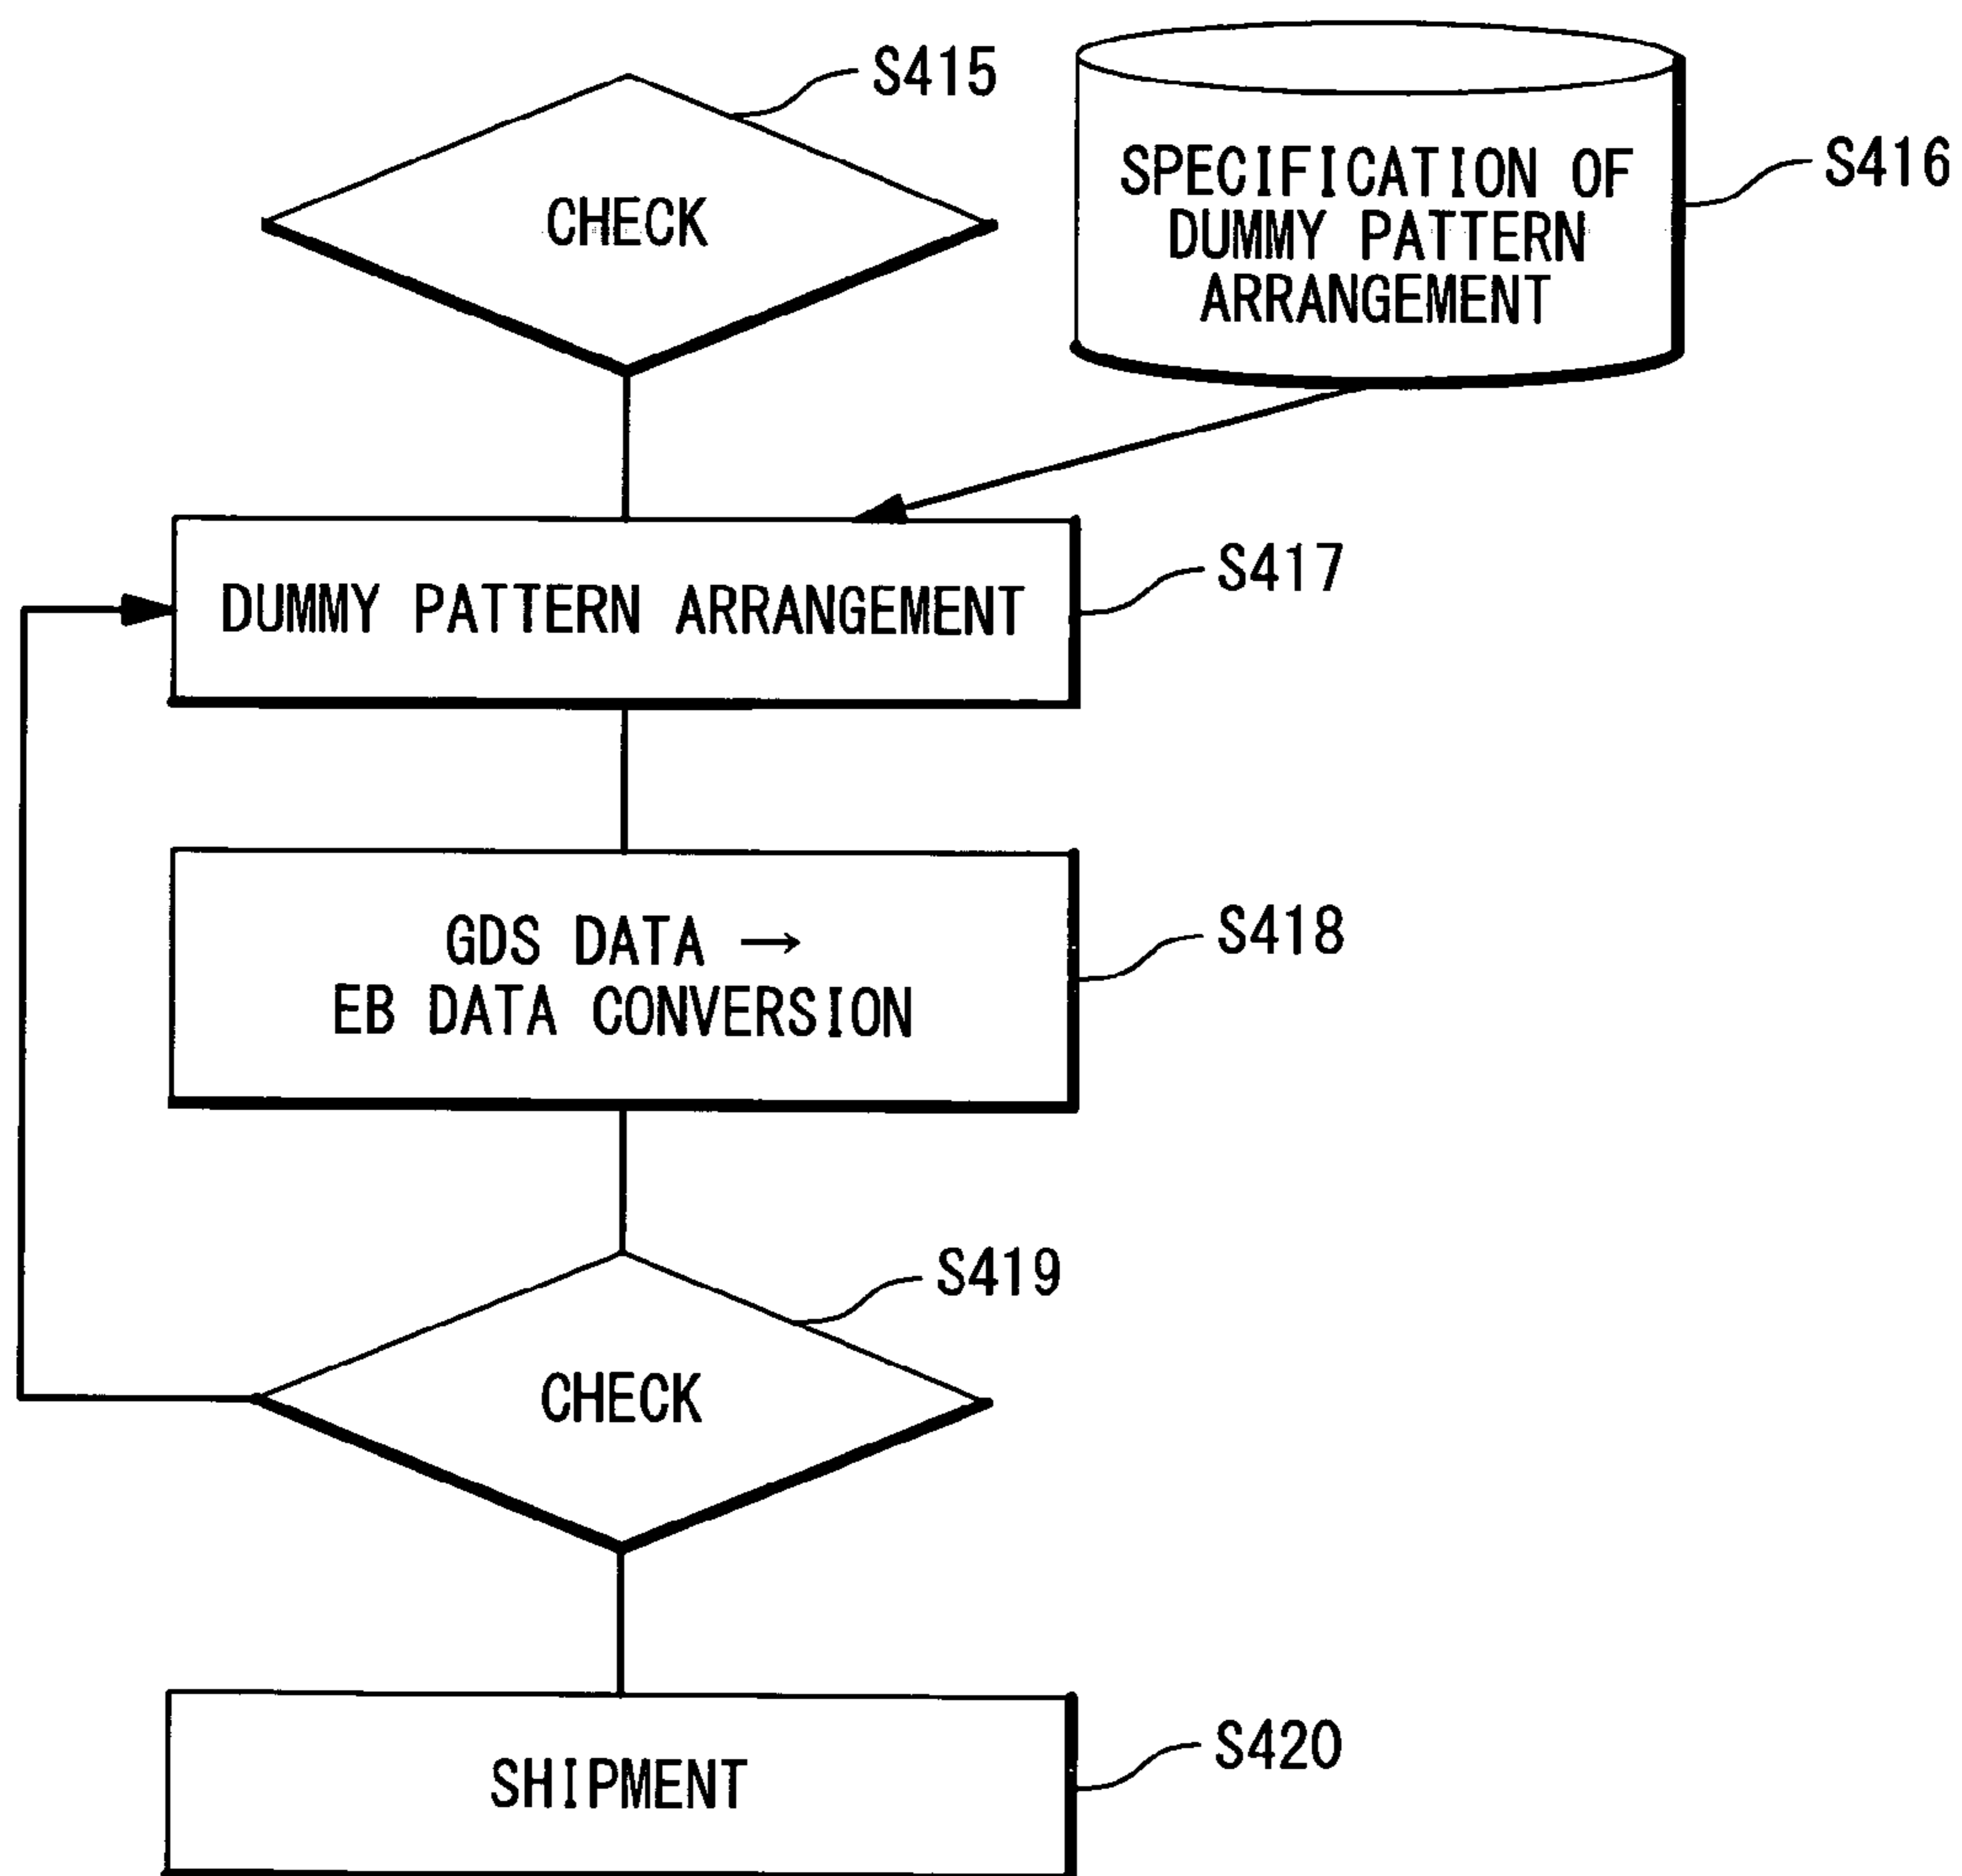 S415
CHECK
SPECIFICATION OF
DUMMY PATTERN
ARRANGEMENT
S416
DUMMY PATTERN ARRANGEMENT
S417
GDS DATA →
EB DATA CONVERSION
S418
S419
CHECK
SHIPMENT
S420